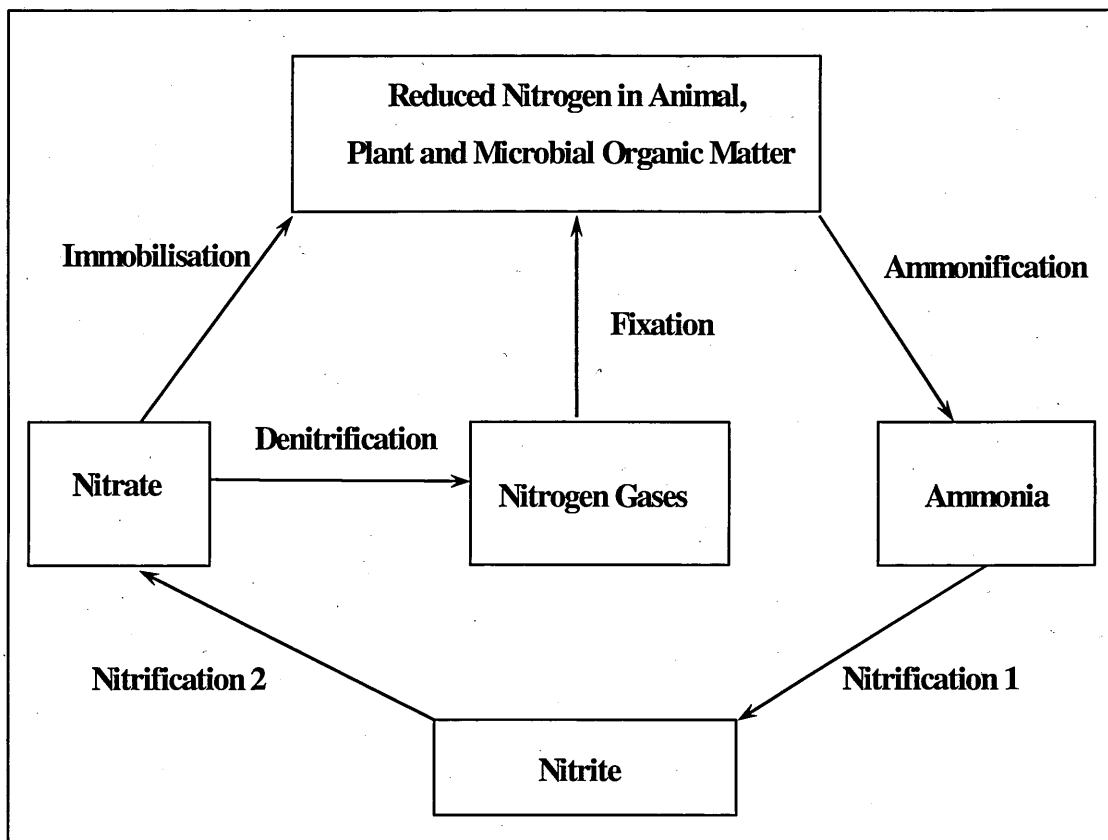 Reduced Nitrogen in Animal,
Plant and Microbial Organic Matter
Immobilisation
Ammonification
Fixation
Denitrification
Nitrate
Nitrogen Gases
Ammonia
Nitrification 2
Nitrification 1
Nitrite